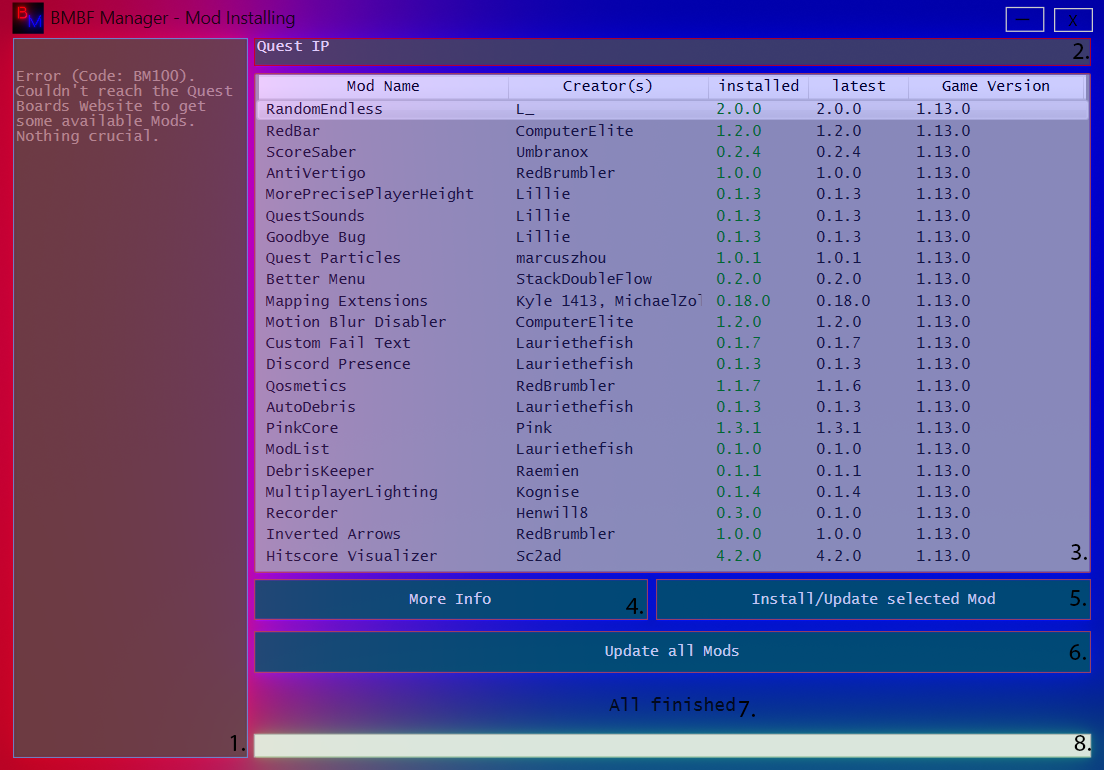 BM BMBF Manager - Mod Installing — X
Error (Code: BM100).
Couldn't reach the Quest
Boards Website to get
some available Mods.
Nothing crucial.
1.
Quest IP 2.
Mod Name Creator(s) installed latest Game Version
RandomEndless L_ 2.0.0 2.0.0 1.13.0
RedBar ComputerElite 1.2.0 1.2.0 1.13.0
ScoreSaber Umbranox 0.2.4 0.2.4 1.13.0
AntiVertigo RedBrumbler 1.0.0 1.0.0 1.13.0
MorePrecisePlayerHeight Lillie 0.1.3 0.1.3 1.13.0
QuestSounds Lillie 0.1.3 0.1.3 1.13.0
Goodbye Bug Lillie 0.1.3 0.1.3 1.13.0
Quest Particles marcuszhou 1.0.1 1.0.1 1.13.0
Better Menu StackDoubleFlow 0.2.0 0.2.0 1.13.0
Mapping Extensions Kyle 1413, MichaelZol 0.18.0 0.18.0 1.13.0
Motion Blur Disabler ComputerElite 1.2.0 1.2.0 1.13.0
Custom Fail Text Lauriethefish 0.1.7 0.1.7 1.13.0
Discord Presence Lauriethefish 0.1.3 0.1.3 1.13.0
Qosmetics RedBrumbler 1.1.7 1.1.6 1.13.0
AutoDebris Lauriethefish 0.1.3 0.1.3 1.13.0
PinkCore Pink 1.3.1 1.3.1 1.13.0
ModList Lauriethefish 0.1.0 0.1.0 1.13.0
DebrisKeeper Raemien 0.1.1 0.1.1 1.13.0
MultiplayerLighting Kognise 0.1.4 0.1.4 1.13.0
Recorder Henwill8 0.3.0 0.1.0 1.13.0
Inverted Arrows RedBrumbler 1.0.0 1.0.0 1.13.0
Hitscore Visualizer Sc2ad 4.2.0 4.2.0 1.13.0
3.
More Info 4. Install/Update selected Mod 5.
Update all Mods 6.
All finished 7.
8.